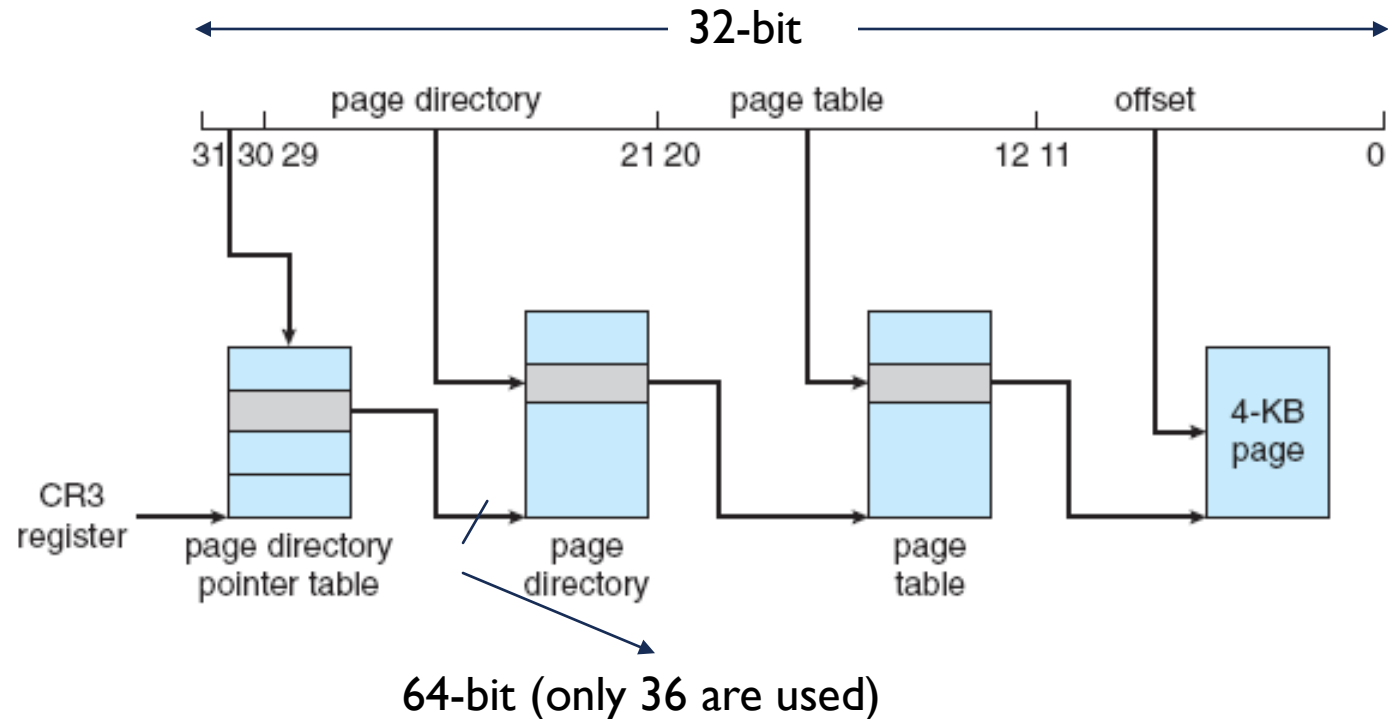 32-bit
page directory
page table
offset
31 30 29
21 20
12 11
0
4-KB
page
CR3
register
page directory
pointer table
page
directory
page
table
64-bit (only 36 are used)